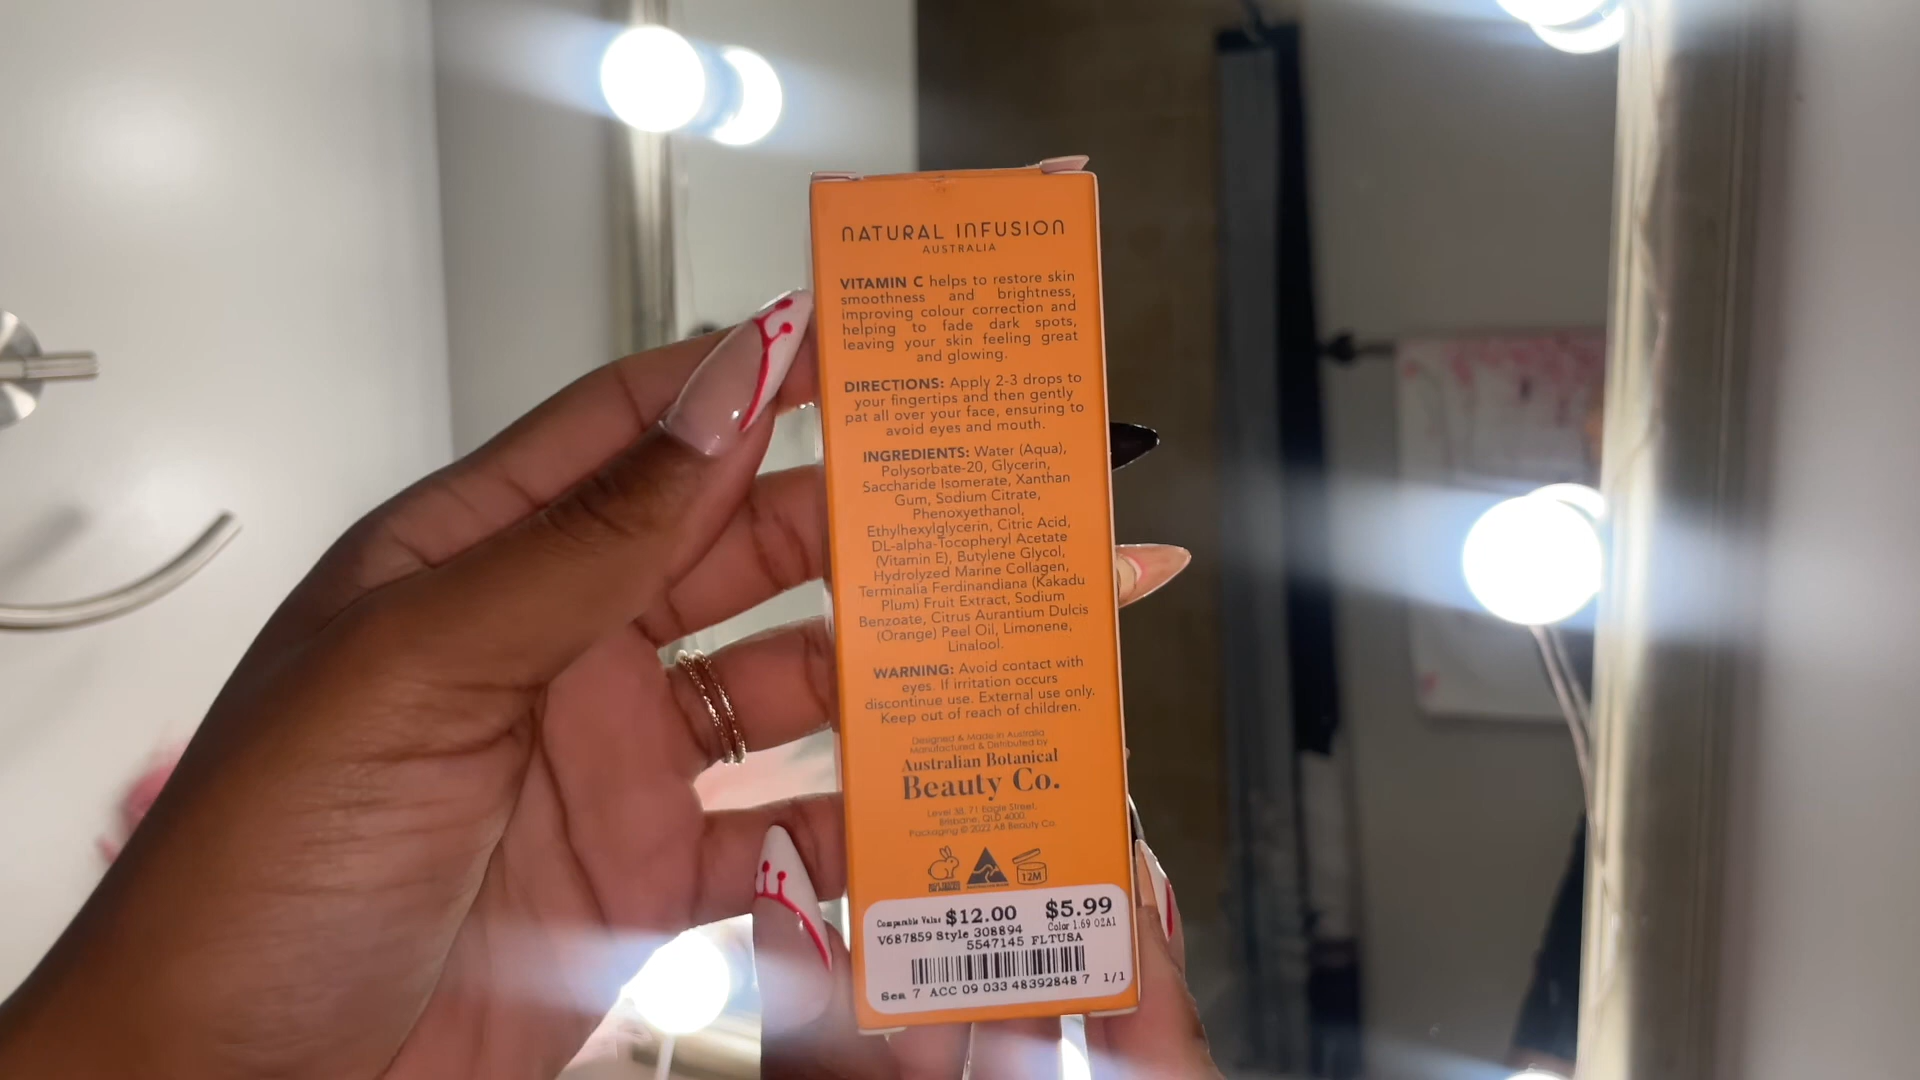 NATURAL INFUSION
AUSTRALIA
VITAMIN C helps to restore skin
smoothness and brightness,
improving colour correction and
helping to fade dark spots,
leaving your skin feeling great
and glowing.
DIRECTIONS: Apply 2-3 drops to
your fingertips and then gently
pat all over your face, ensuring to
avoid eyes and mouth.
INGREDIENTS: Water (Aqua),
Polysorbate-20, Glycerin,
Saccharide Isomerate, Xanthan
Gum, Sodium Citrate,
Phenoxyethanol,
Ethylhexylglycerin, Citric Acid,
DL-alpha-Tocopheryl Acetate
(Vitamin E), Butylene Glycol,
Hydrolyzed Marine Collagen,
Terminalia Ferdinandiana (Kakadu
Plum) Fruit Extract, Sodium
Benzoate, Citrus Aurantium Dulcis
(Orange) Peel Oil, Limonene,
Linalool.
WARNING: Avoid contact with
eyes. If irritation occurs
discontinue use. External use only.
Keep out of reach of children.
Designed & Made in Australia
Manufactured & Distributed by
Australian Botanical
Beauty Co.
Level 38, 71 Eagle Street,
Brisbane, QLD 4000.
Packaging © 2022 AB Beauty Co.
12M
Comparable Value $12.00 $5.99
V687859 Style 308894 Color 1.69 OZA1
5547145 FLTUSA
Sea 7 ACC 09 033 48392848 7 1/1